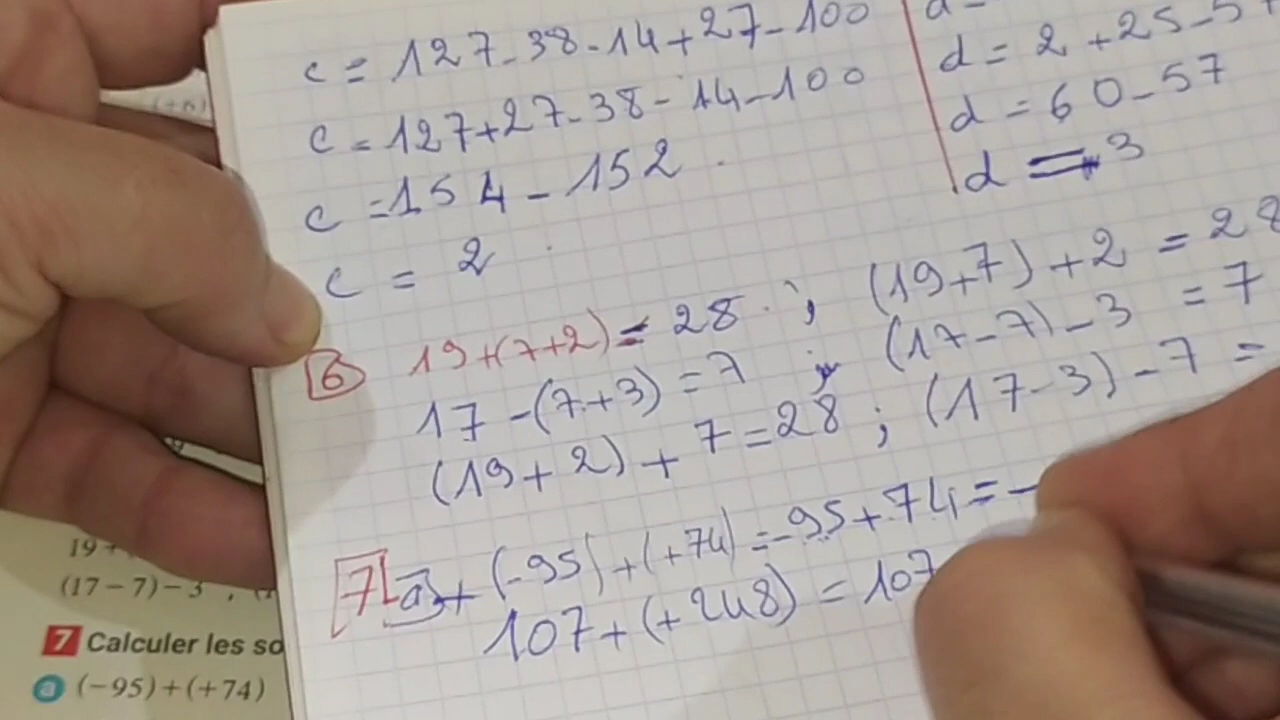 c = 127-38-14+27-100
c = 127+27-38-14-100
c = 154 - 152
c = 2
d = 2 + 25-5
d = 60-57
d = 3
6 19+(7+2) = 28 ; (19+7)+2 = 28
17 -(7+3) = 7 ; (17-7)-3 = 7
(19+2) + 7 = 28 ; (17-3)-7 =
7 a) + (-95)+(+74) = -95+74 = -
107+(+248) = 107
19 +
(17 – 7) – 3
7 Calculer les so
a (–95)+(+74)